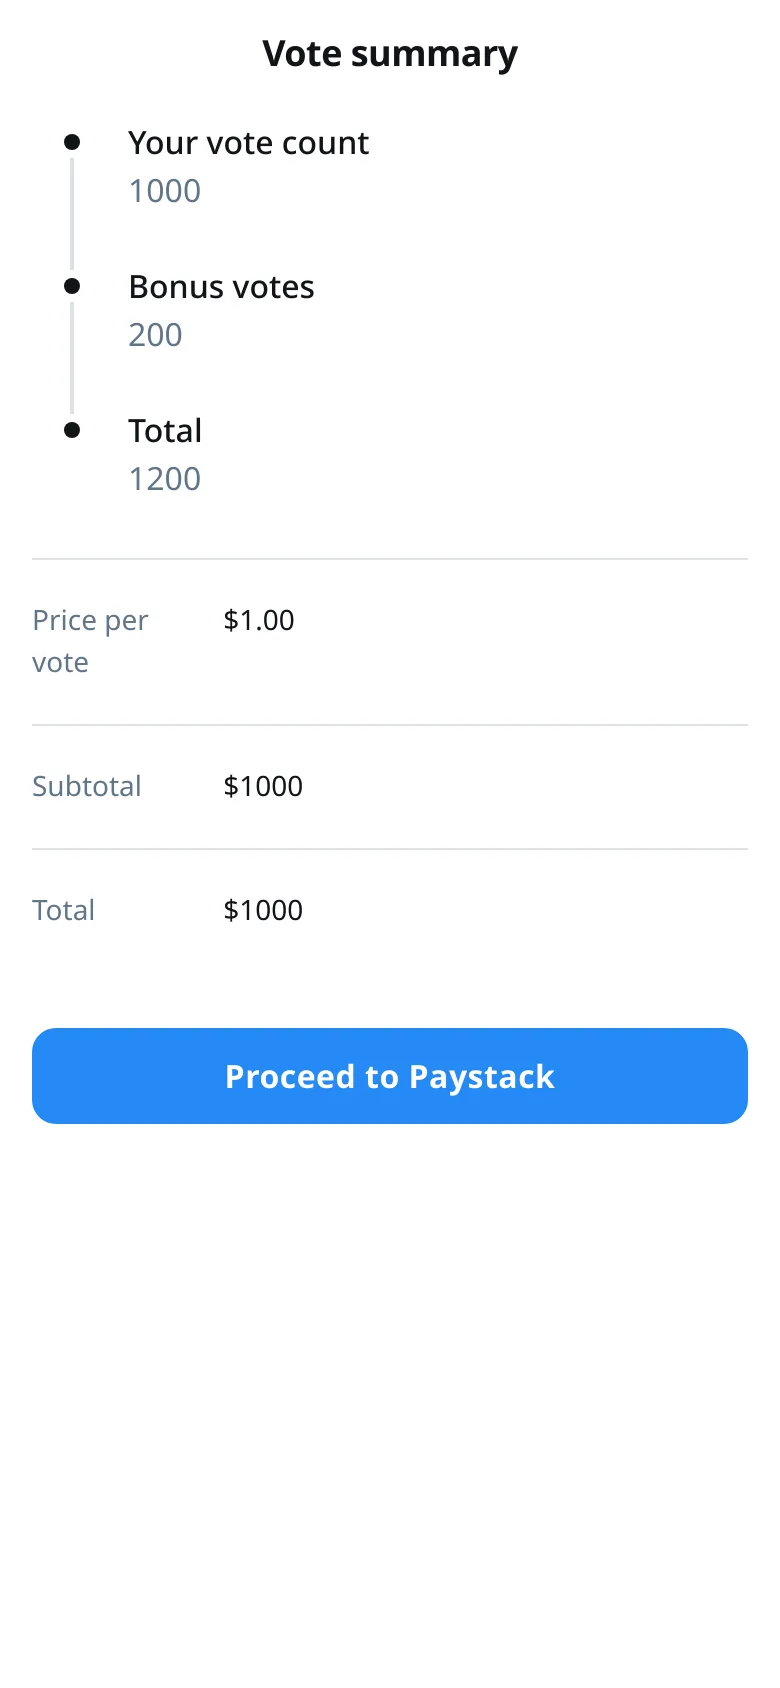 Vote summary
Your vote count
1000
Bonus votes
200
Total
1200
Price per
vote
$1.00
Subtotal
$1000
Total
$1000
Proceed to Paystack